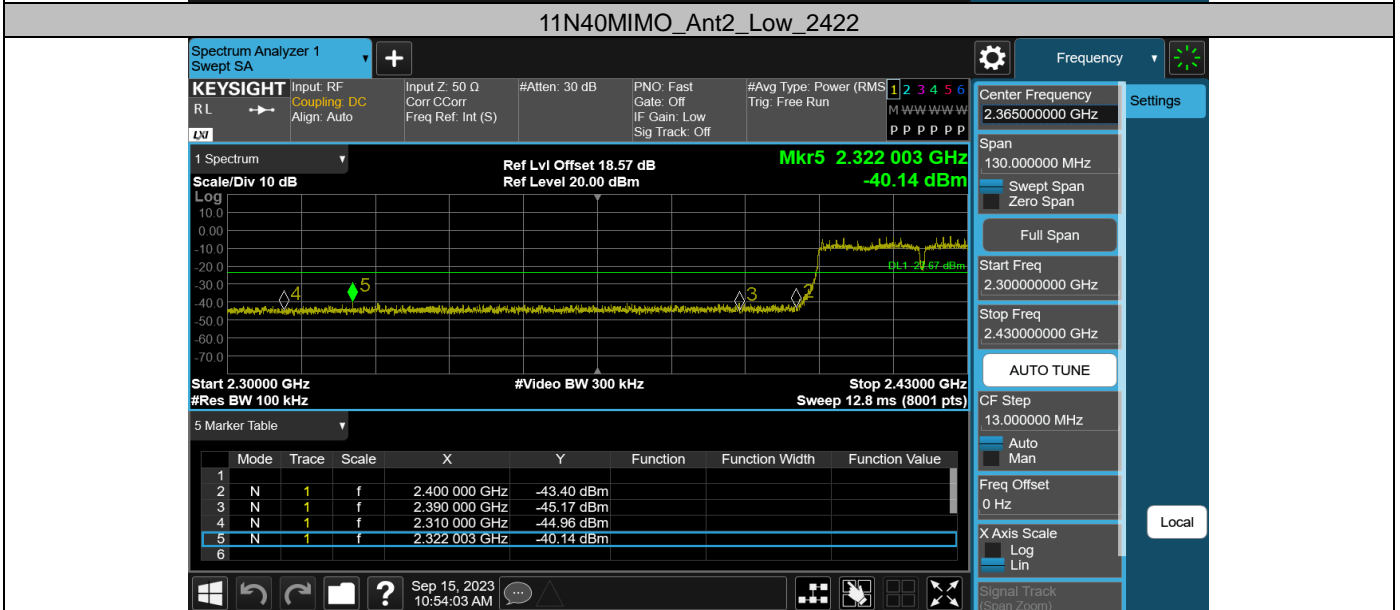 11N40MIMO_Ant2_Low_2422
Spectrum Analyzer 1
Swept SA
Frequency
KEYSIGHT
RL
LXI
Input: RF
Coupling: DC
Align: Auto
Input Z: 50 Ω
Corr CCorr
Freq Ref: Int (S)
#Atten: 30 dB
PNO: Fast
Gate: Off
IF Gain: Low
Sig Track: Off
#Avg Type: Power (RMS
Trig: Free Run
1 2 3 4 5 6
M W W W W W
P P P P P P
1 Spectrum
Scale/Div 10 dB
Ref Lvl Offset 18.57 dB
Ref Level 20.00 dBm
Mkr5 2.322 003 GHz
-40.14 dBm
Log
10.0
0.00
-10.0
-20.0
-30.0
-40.0
-50.0
-60.0
-70.0
4
5
3
2
Start 2.30000 GHz
#Res BW 100 kHz
#Video BW 300 kHz
Stop 2.43000 GHz
Sweep 12.8 ms (8001 pts)
5 Marker Table
Mode Trace Scale X Y Function Function Width Function Value
1
2 N 1 f 2.400 000 GHz -43.40 dBm
3 N 1 f 2.390 000 GHz -45.17 dBm
4 N 1 f 2.310 000 GHz -44.96 dBm
5 N 1 f 2.322 003 GHz -40.14 dBm
6
Sep 15, 2023
10:54:03 AM
Center Frequency
2.365000000 GHz
Span
130.000000 MHz
Swept Span
Zero Span
Full Span
Start Freq
2.300000000 GHz
Stop Freq
2.430000000 GHz
AUTO TUNE
CF Step
13.000000 MHz
Auto
Man
Freq Offset
0 Hz
X Axis Scale
Log
Lin
Signal Track
(Span Zoom)
Settings
Local